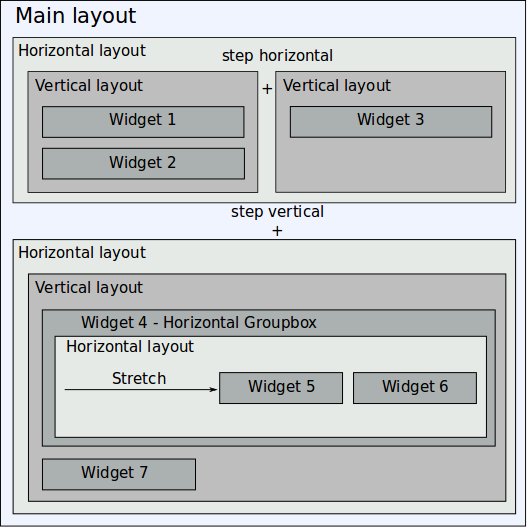 Main layout
Horizontal layout
step horizontal
Vertical layout
+
Vertical layout
Widget 1
Widget 2
Widget 3
step vertical
+
Horizontal layout
Vertical layout
Widget 4 - Horizontal Groupbox
Horizontal layout
Stretch
Widget 5
Widget 6
Widget 7